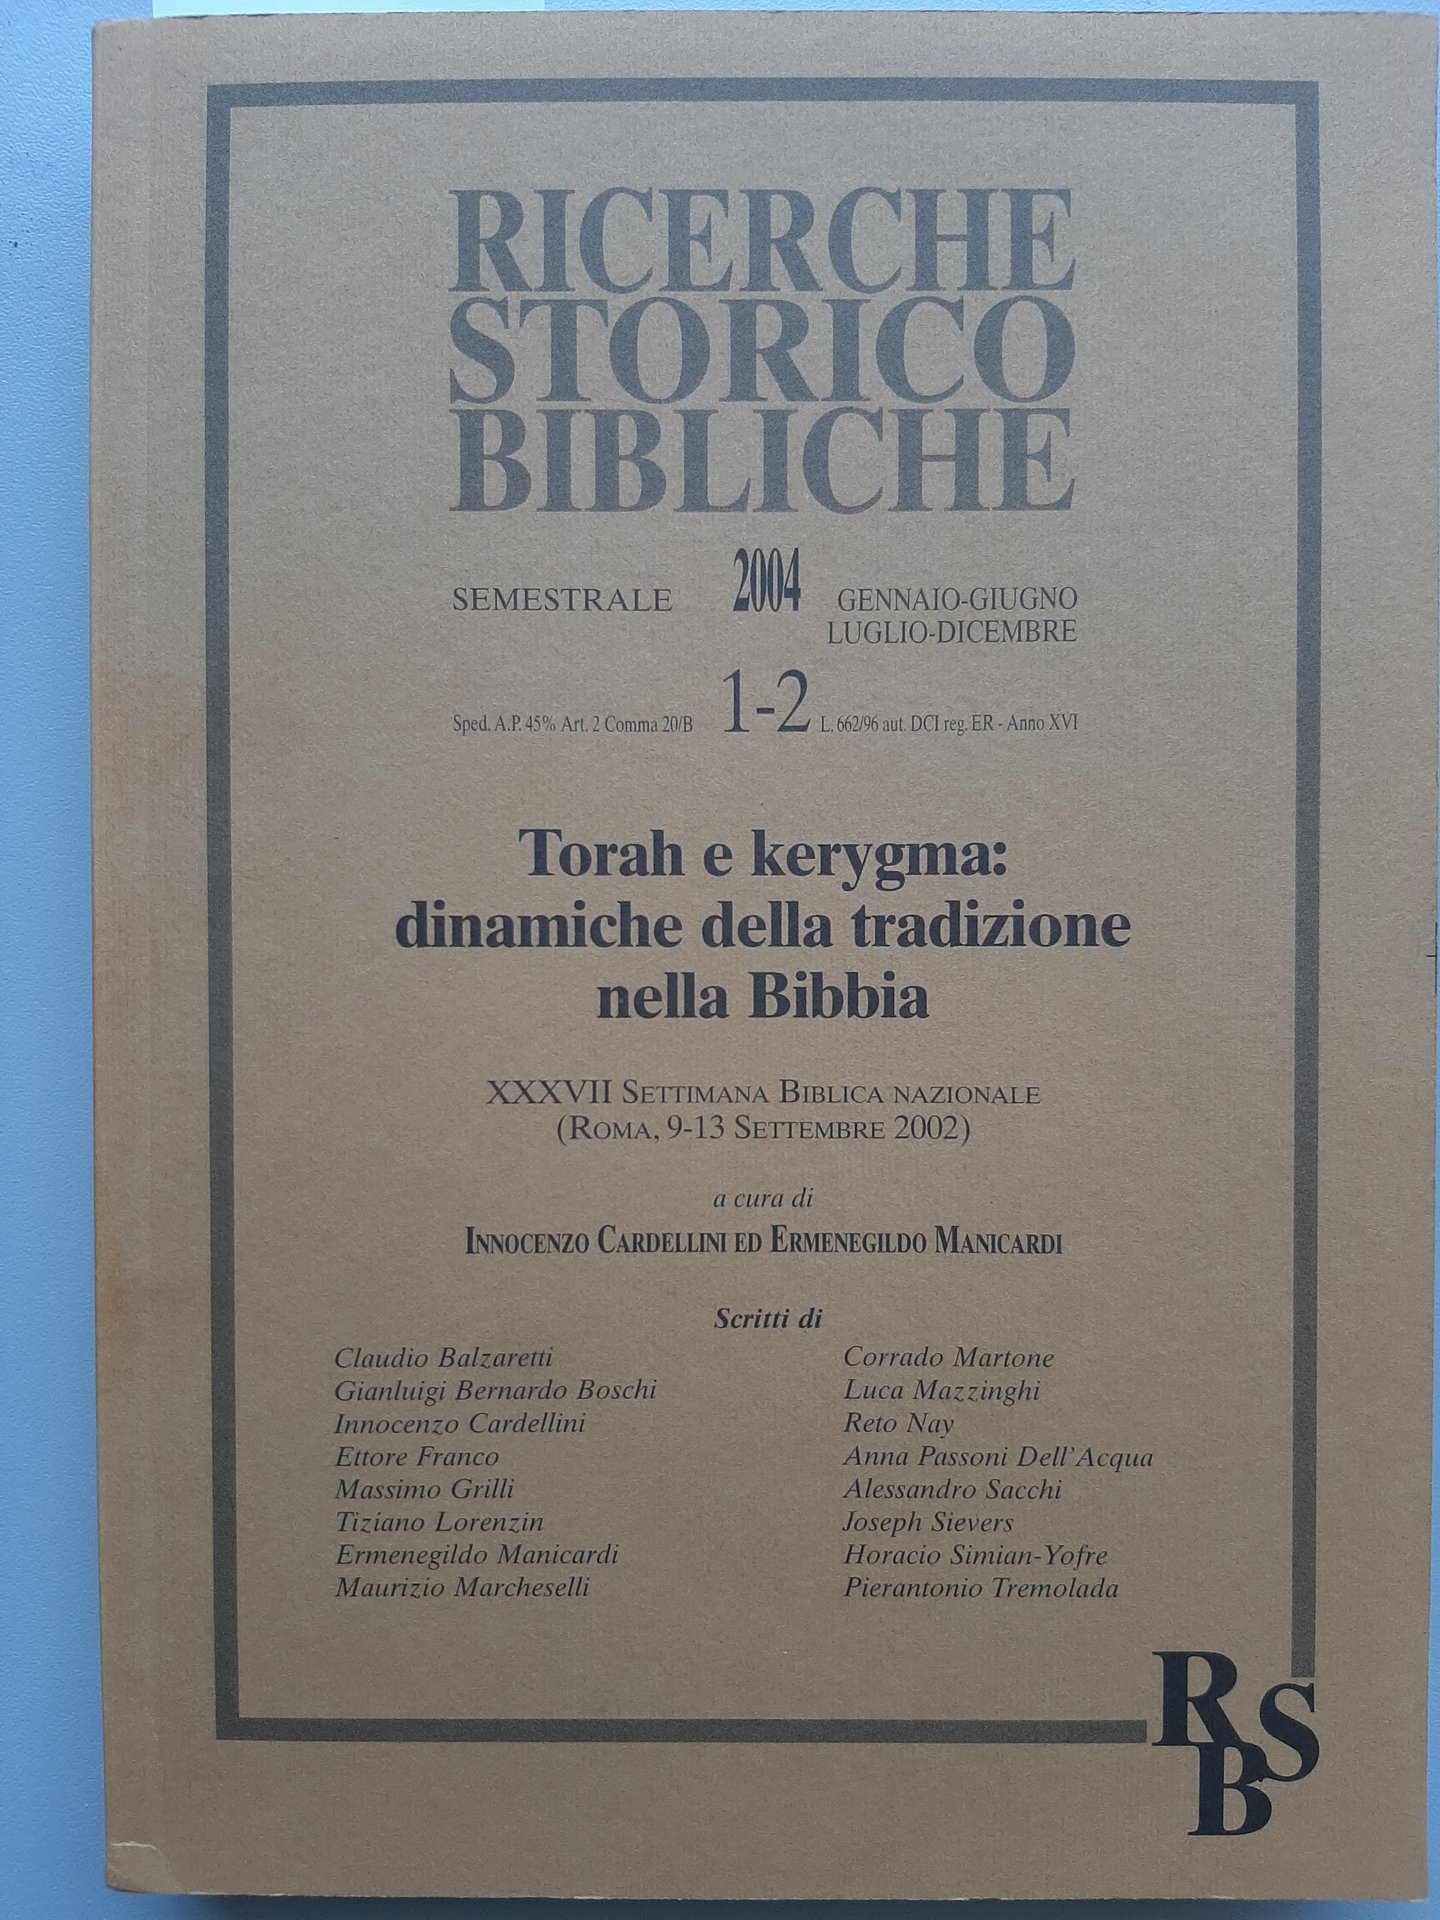 RICERCHE
STORICO
BIBLICHE
SEMESTRALE 2004 GENNAIO-GIUGNO
LUGLIO-DICEMBRE
Sped. A.P. 45% Art. 2 Comma 20/B 1-2 L. 662/96 aut. DCI reg. ER - Anno XVI
Torah e kerygma:
dinamiche della tradizione
nella Bibbia
XXXVII SETTIMANA BIBLICA NAZIONALE
(ROMA, 9-13 SETTEMBRE 2002)
a cura di
INNOCENZO CARDELLINI ED ERMENEGILDO MANICARDI
Scritti di
Claudio Balzaretti
Gianluigi Bernardo Boschi
Innocenzo Cardellini
Ettore Franco
Massimo Grilli
Tiziano Lorenzin
Ermenegildo Manicardi
Maurizio Marcheselli
Corrado Martone
Luca Mazzinghi
Reto Nay
Anna Passoni Dell'Acqua
Alessandro Sacchi
Joseph Sievers
Horacio Simian-Yofre
Pierantonio Tremolada
RSB